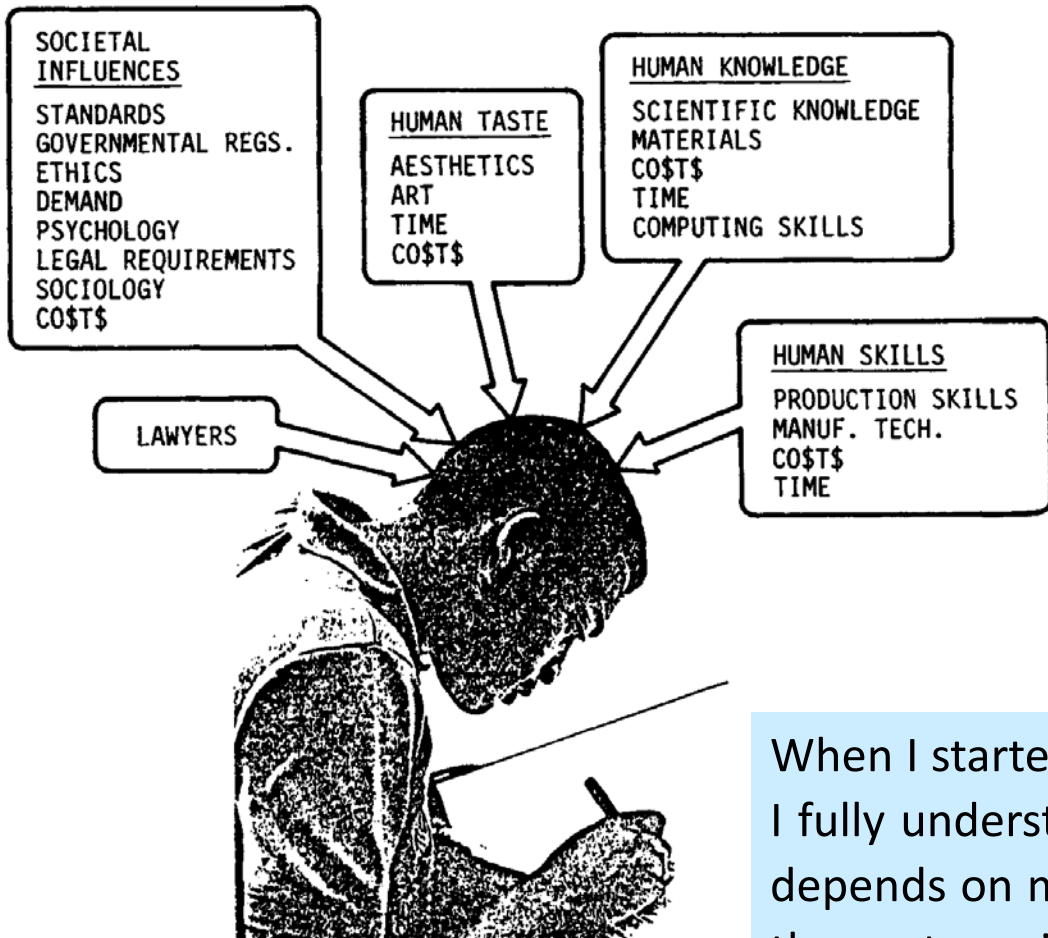 SOCIETAL
INFLUENCES
STANDARDS
GOVERNMENTAL REGS.
ETHICS
DEMAND
PSYCHOLOGY
LEGAL REQUIREMENTS
SOCIOLOGY
CO$T$
HUMAN TASTE
AESTHETICS
ART
TIME
CO$T$
HUMAN KNOWLEDGE
SCIENTIFIC KNOWLEDGE
MATERIALS
CO$T$
TIME
COMPUTING SKILLS
HUMAN SKILLS
PRODUCTION SKILLS
MANUF. TECH.
CO$T$
TIME
LAWYERS
When I starte
I fully underst
depends on